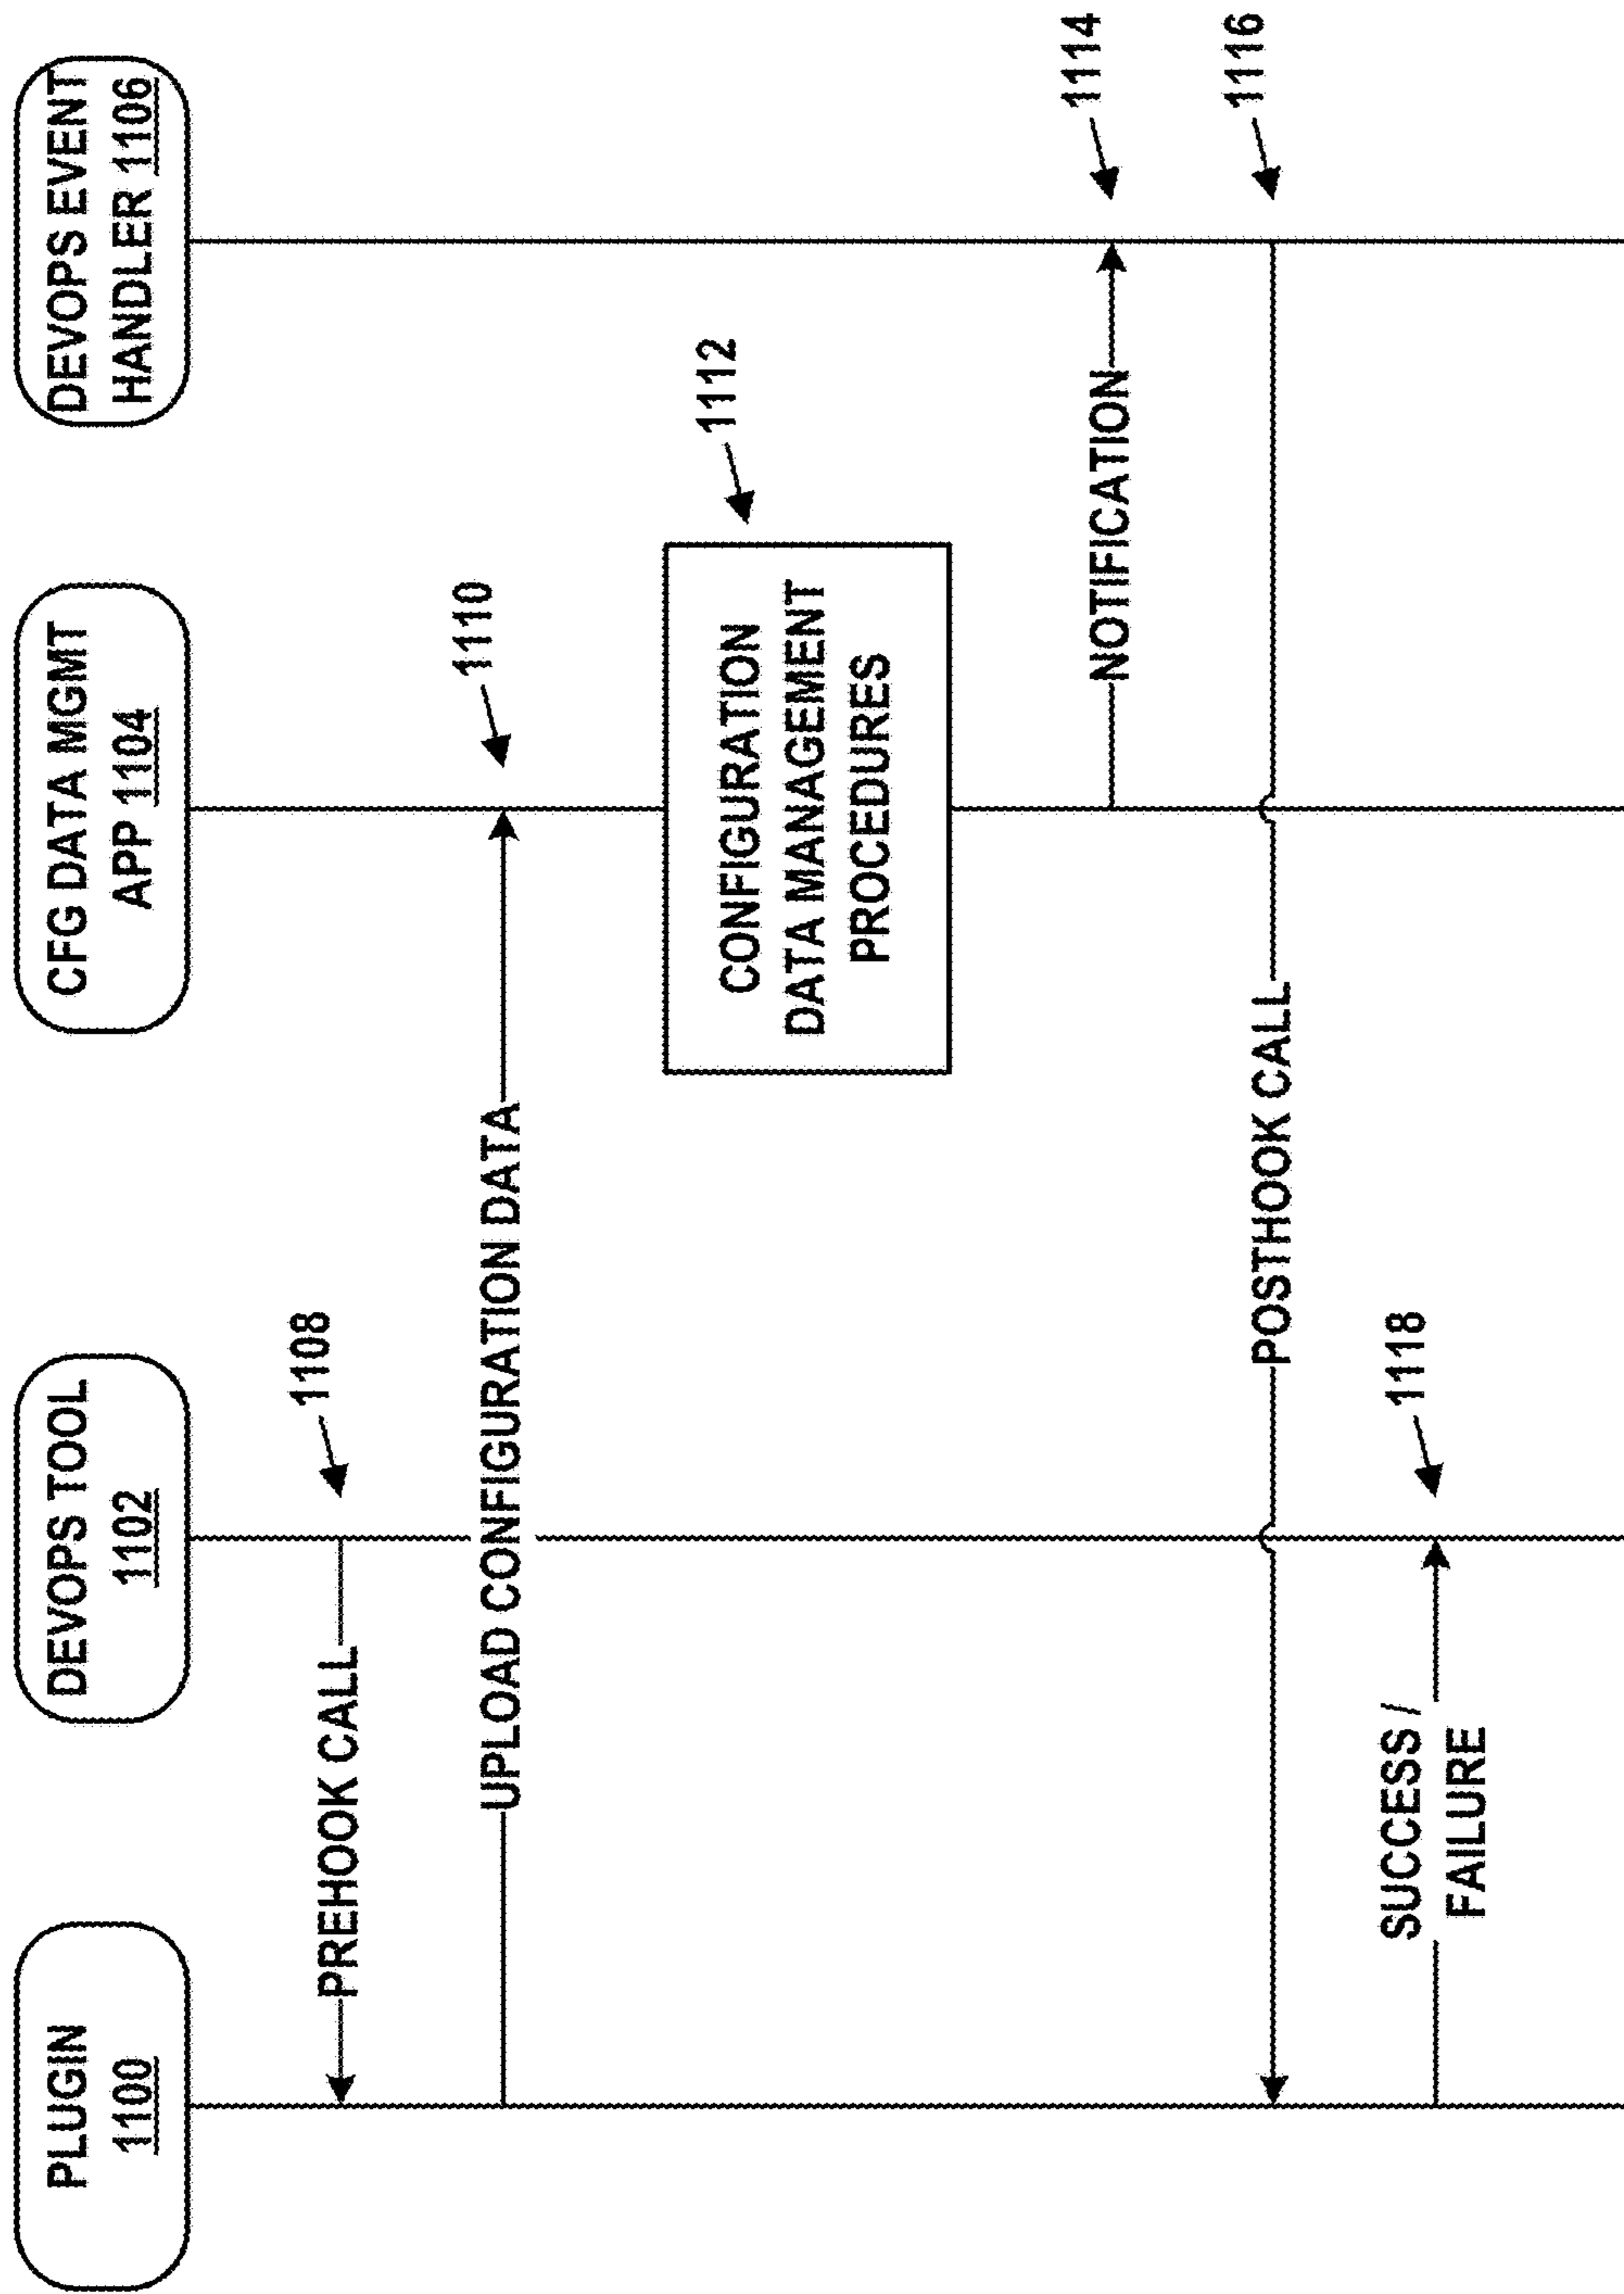 PLUGIN
1100
DEVOPS TOOL
1102
CFG DATA MGMT
APP 1104
DEVOPS EVENT
HANDLER 1106
PREHOOK CALL
1108
UPLOAD CONFIGURATION DATA
1110
CONFIGURATION
DATA MANAGEMENT
PROCEDURES
1112
NOTIFICATION
1114
POSTHOOK CALL
1116
SUCCESS /
FAILURE
1118